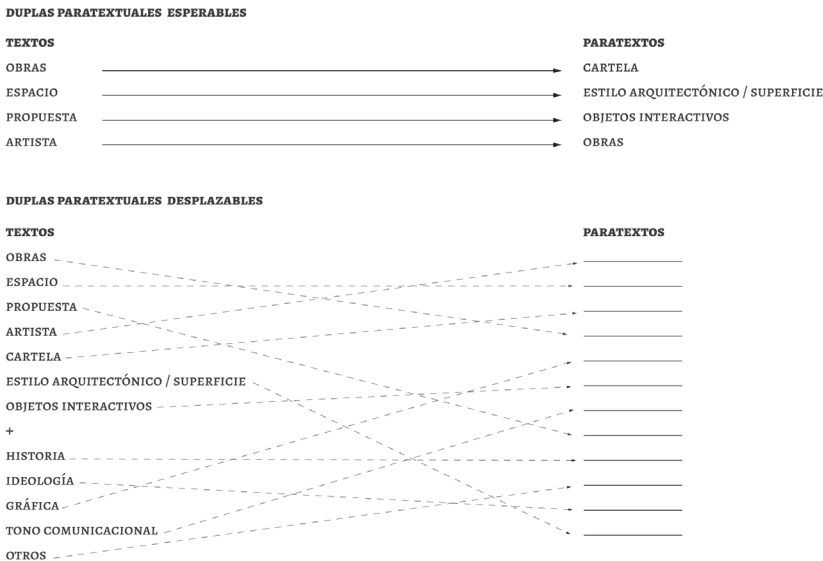 DUPLAS PARATEXTUALES ESPERABLES
TEXTOS PARATEXTOS
OBRAS CARTELA
ESPACIO ESTILO ARQUITECTÓNICO / SUPERFICIE
PROPUESTA OBJETOS INTERACTIVOS
ARTISTA OBRAS
DUPLAS PARATEXTUALES DESPLAZABLES
TEXTOS PARATEXTOS
OBRAS
ESPACIO
PROPUESTA
ARTISTA
CARTELA
ESTILO ARQUITECTÓNICO / SUPERFICIE
OBJETOS INTERACTIVOS
+
HISTORIA
IDEOLOGÍA
GRÁFICA
TONO COMUNICACIONAL
OTROS